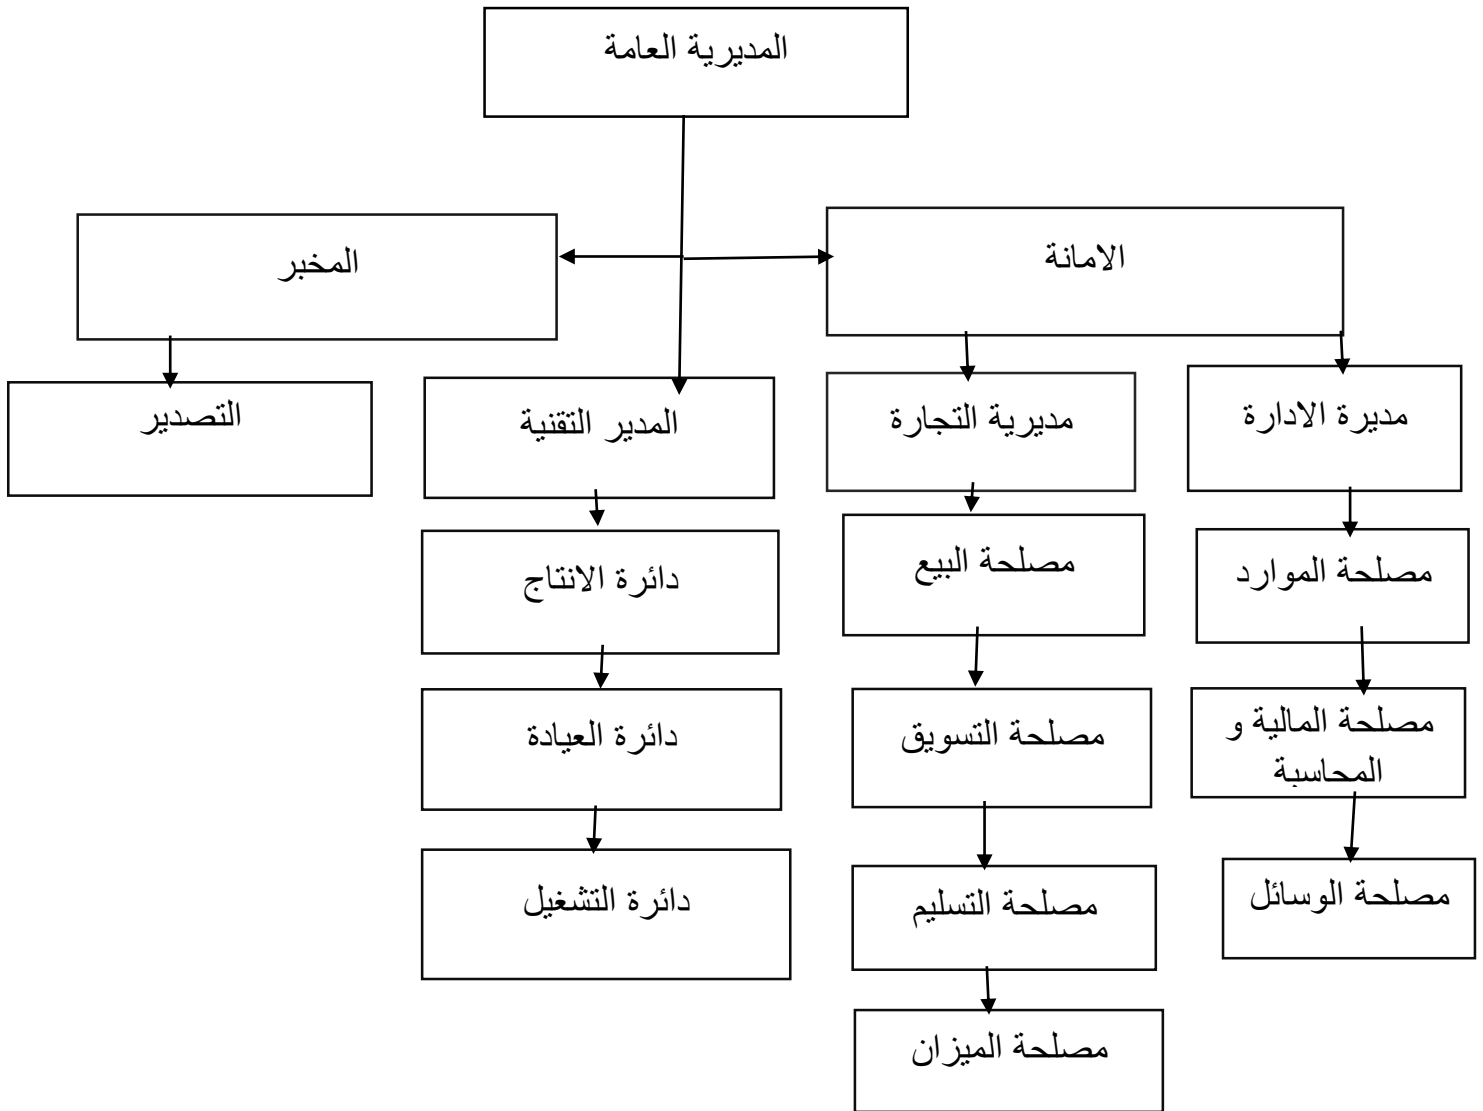 المديرية العامة
الامانة
المخبر
مديرة الادارة
مديرية التجارة
المدير التقنية
التصدير
مصلحة الموارد
مصلحة البيع
دائرة الانتاج
مصلحة المالية و
المحاسبة
مصلحة التسويق
دائرة العيادة
مصلحة الوسائل
مصلحة التسليم
دائرة التشغيل
مصلحة الميزان